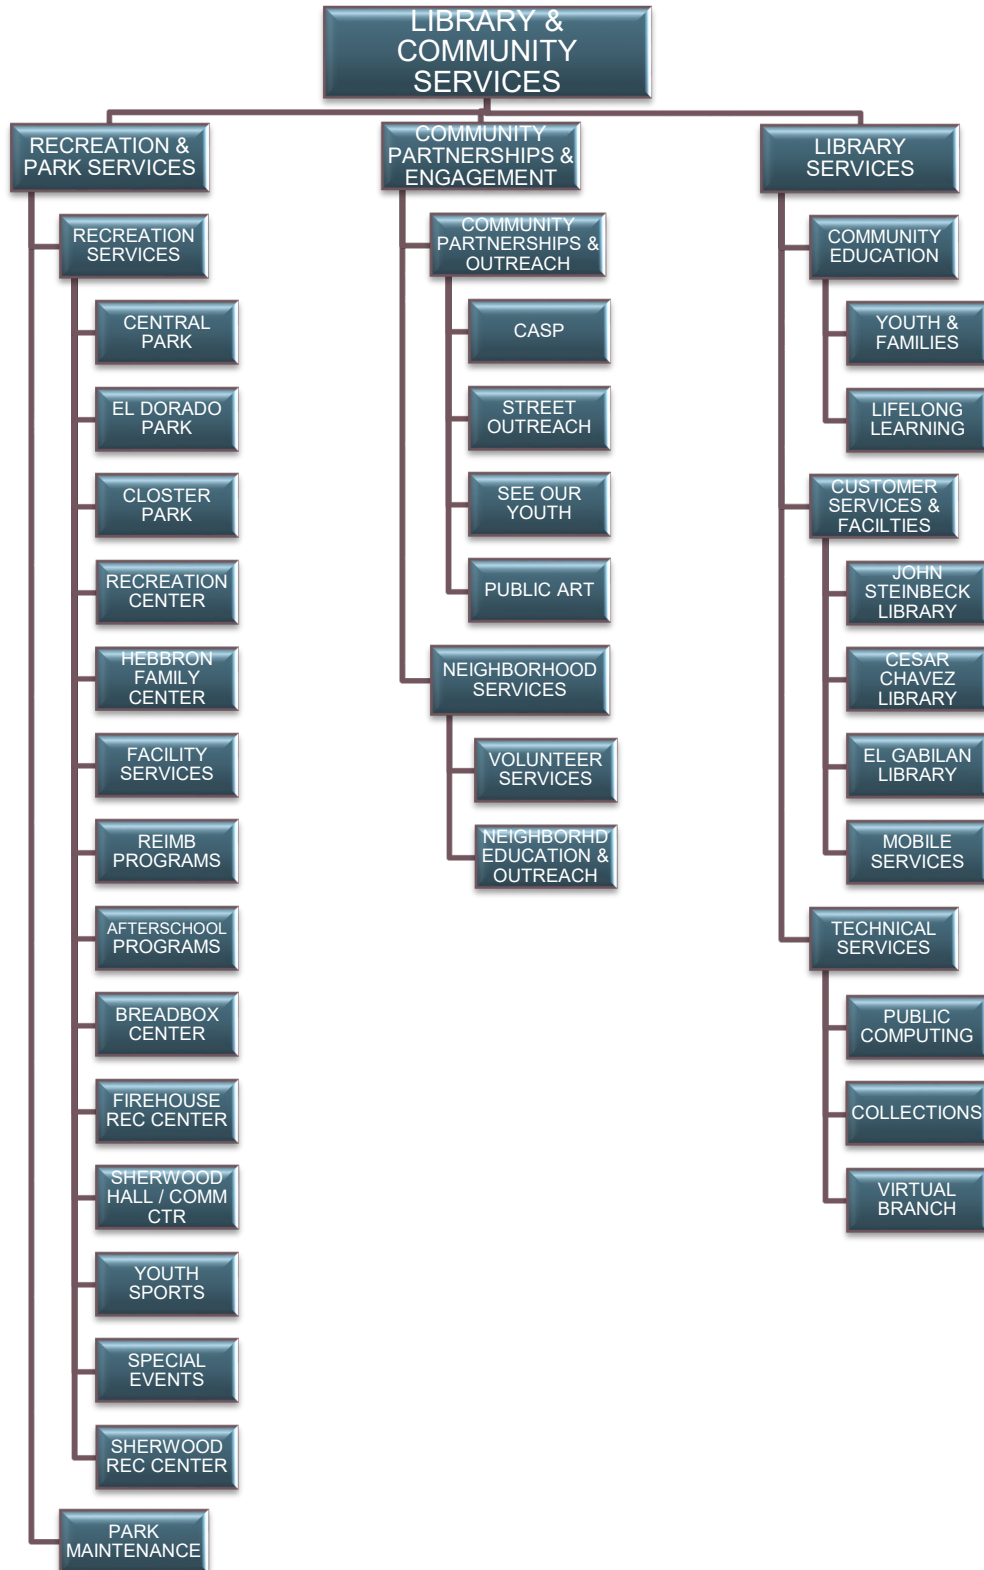 LIBRARY &
COMMUNITY
SERVICES
RECREATION &
PARK SERVICES
RECREATION
SERVICES
CENTRAL
PARK
EL DORADO
PARK
CLOSTER
PARK
RECREATION
CENTER
HEBBRON
FAMILY
CENTER
FACILITY
SERVICES
REIMB
PROGRAMS
AFTERSCHOOL
PROGRAMS
BREADBOX
CENTER
FIREHOUSE
REC CENTER
SHERWOOD
HALL / COMM
CTR
YOUTH
SPORTS
SPECIAL
EVENTS
SHERWOOD
REC CENTER
PARK
MAINTENANCE
COMMUNITY
PARTNERSHIPS &
ENGAGEMENT
COMMUNITY
PARTNERSHIPS &
OUTREACH
CASP
STREET
OUTREACH
SEE OUR
YOUTH
PUBLIC ART
NEIGHBORHOOD
SERVICES
VOLUNTEER
SERVICES
NEIGHBORHD
EDUCATION &
OUTREACH
LIBRARY
SERVICES
COMMUNITY
EDUCATION
YOUTH &
FAMILIES
LIFELONG
LEARNING
CUSTOMER
SERVICES &
FACILTIES
JOHN
STEINBECK
LIBRARY
CESAR
CHAVEZ
LIBRARY
EL GABILAN
LIBRARY
MOBILE
SERVICES
TECHNICAL
SERVICES
PUBLIC
COMPUTING
COLLECTIONS
VIRTUAL
BRANCH